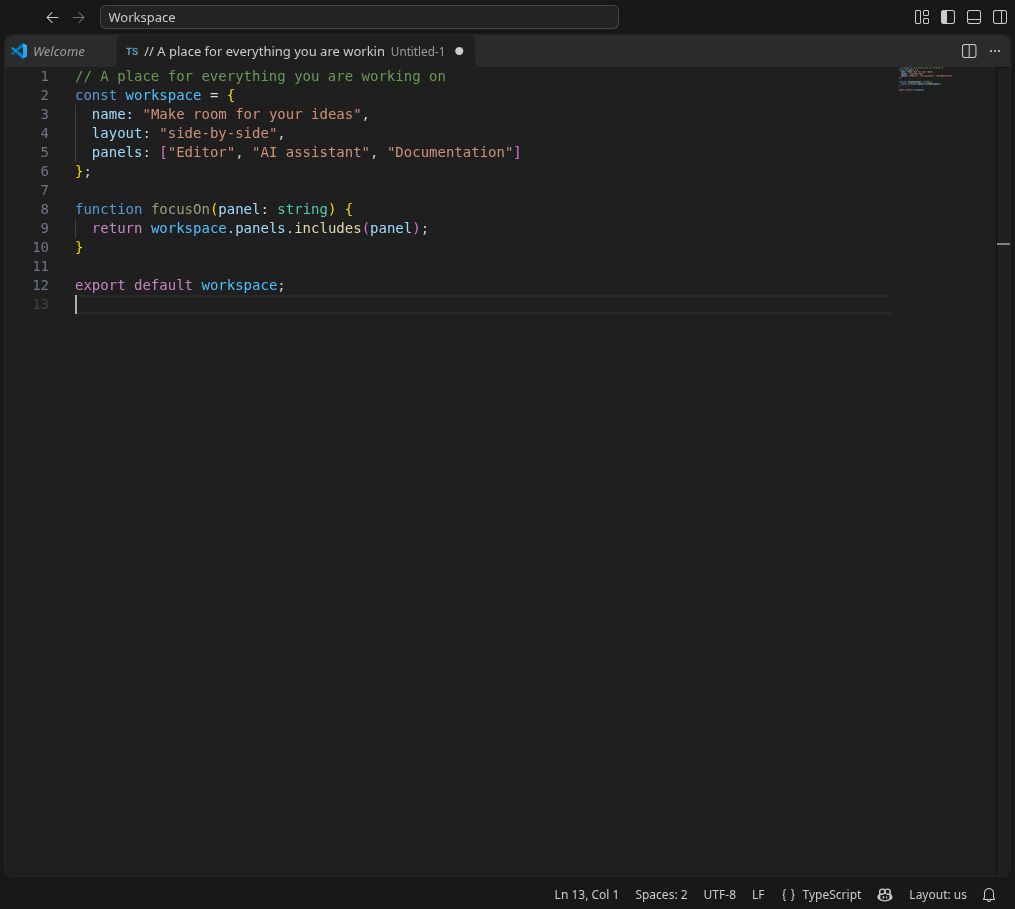 Workspace
Welcome
TS // A place for everything you are workin Untitled-1
1 // A place for everything you are working on
2 const workspace = {
3   name: "Make room for your ideas",
4   layout: "side-by-side",
5   panels: ["Editor", "AI assistant", "Documentation"]
6 };
7
8 function focusOn(panel: string) {
9   return workspace.panels.includes(panel);
10 }
11
12 export default workspace;
13
Ln 13, Col 1 Spaces: 2 UTF-8 LF { } TypeScript Layout: us